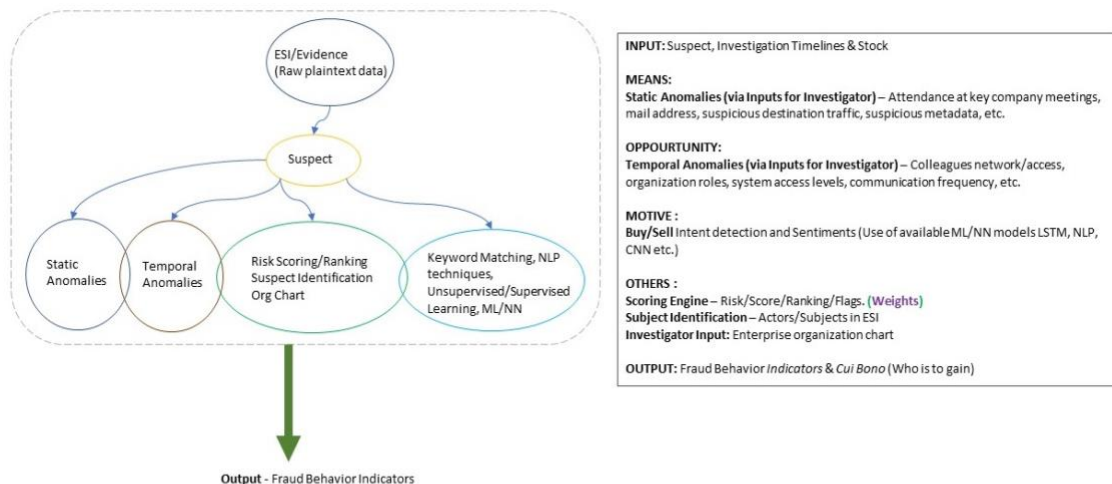 ESI/Evidence
(Raw plaintext data)
Suspect
Static
Anomalies
Temporal
Anomalies
Risk Scoring/Ranking
Suspect Identification
Org Chart
Keyword Matching, NLP
techniques,
Unsupervised/Supervised
Learning, ML/NN
Output - Fraud Behavior Indicators
INPUT: Suspect, Investigation Timelines & Stock
MEANS:
Static Anomalies (via Inputs for Investigator) – Attendance at key company meetings,
mail address, suspicious destination traffic, suspicious metadata, etc.
OPPOURTUNITY:
Temporal Anomalies (via Inputs for Investigator) – Colleagues network/access,
organization roles, system access levels, communication frequency, etc.
MOTIVE :
Buy/Sell Intent detection and Sentiments (Use of available ML/NN models LSTM, NLP,
CNN etc.)
OTHERS :
Scoring Engine – Risk/Score/Ranking/Flags. (Weights)
Subject Identification – Actors/Subjects in ESI
Investigator Input: Enterprise organization chart
OUTPUT: Fraud Behavior Indicators & Cui Bono (Who is to gain)